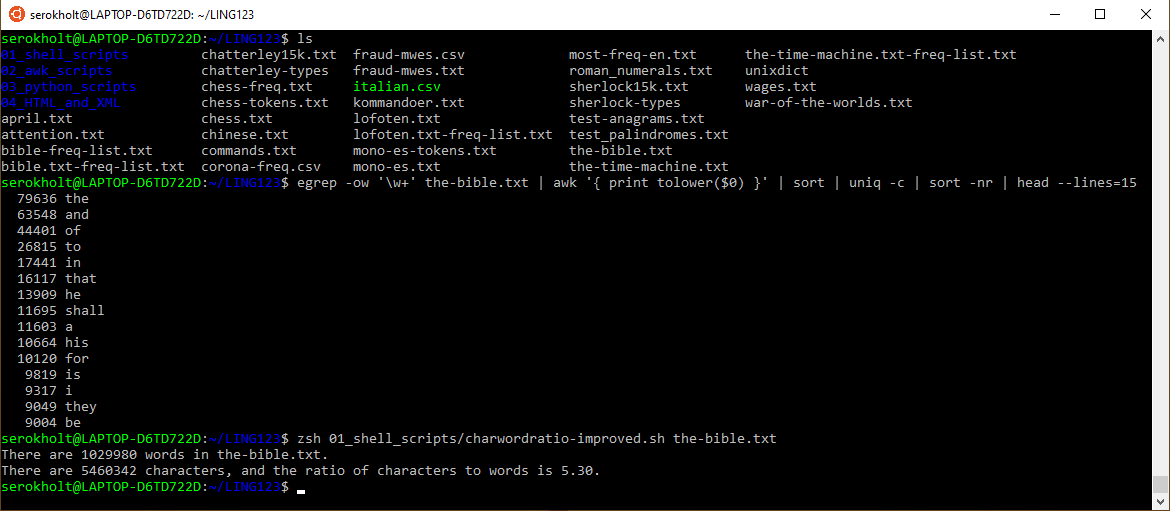 serokholt@LAPTOP-D6TD722D: ~/LING123
serokholt@LAPTOP-D6TD722D:~/LING123$ ls
01_shell_scripts chatterley15k.txt fraud-mwes.csv most-freq-en.txt the-time-machine.txt-freq-list.txt
02_awk_scripts chatterley-types fraud-mwes.txt roman_numerals.txt unixdict
03_python_scripts chess-freq.txt italian.csv sherlock15k.txt wages.txt
04_HTML_and_XML chess-tokens.txt kommandoer.txt sherlock-types war-of-the-worlds.txt
april.txt chess.txt lofoten.txt test-anagrams.txt
attention.txt chinese.txt lofoten.txt-freq-list.txt test_palindromes.txt
bible-freq-list.txt commands.txt mono-es-tokens.txt the-bible.txt
bible.txt-freq-list.txt corona-freq.csv mono-es.txt the-time-machine.txt
serokholt@LAPTOP-D6TD722D:~/LING123$ egrep -ow '\w+' the-bible.txt | awk '{ print tolower($0) }' | sort | uniq -c | sort -nr | head --lines=15
79636 the
63548 and
44401 of
26815 to
17441 in
16117 that
13909 he
11695 shall
11603 a
10664 his
10120 for
9819 is
9317 i
9049 they
9004 be
serokholt@LAPTOP-D6TD722D:~/LING123$ zsh 01_shell_scripts/charwordratio-improved.sh the-bible.txt
There are 1029980 words in the-bible.txt.
There are 5460342 characters, and the ratio of characters to words is 5.30.
serokholt@LAPTOP-D6TD722D:~/LING123$